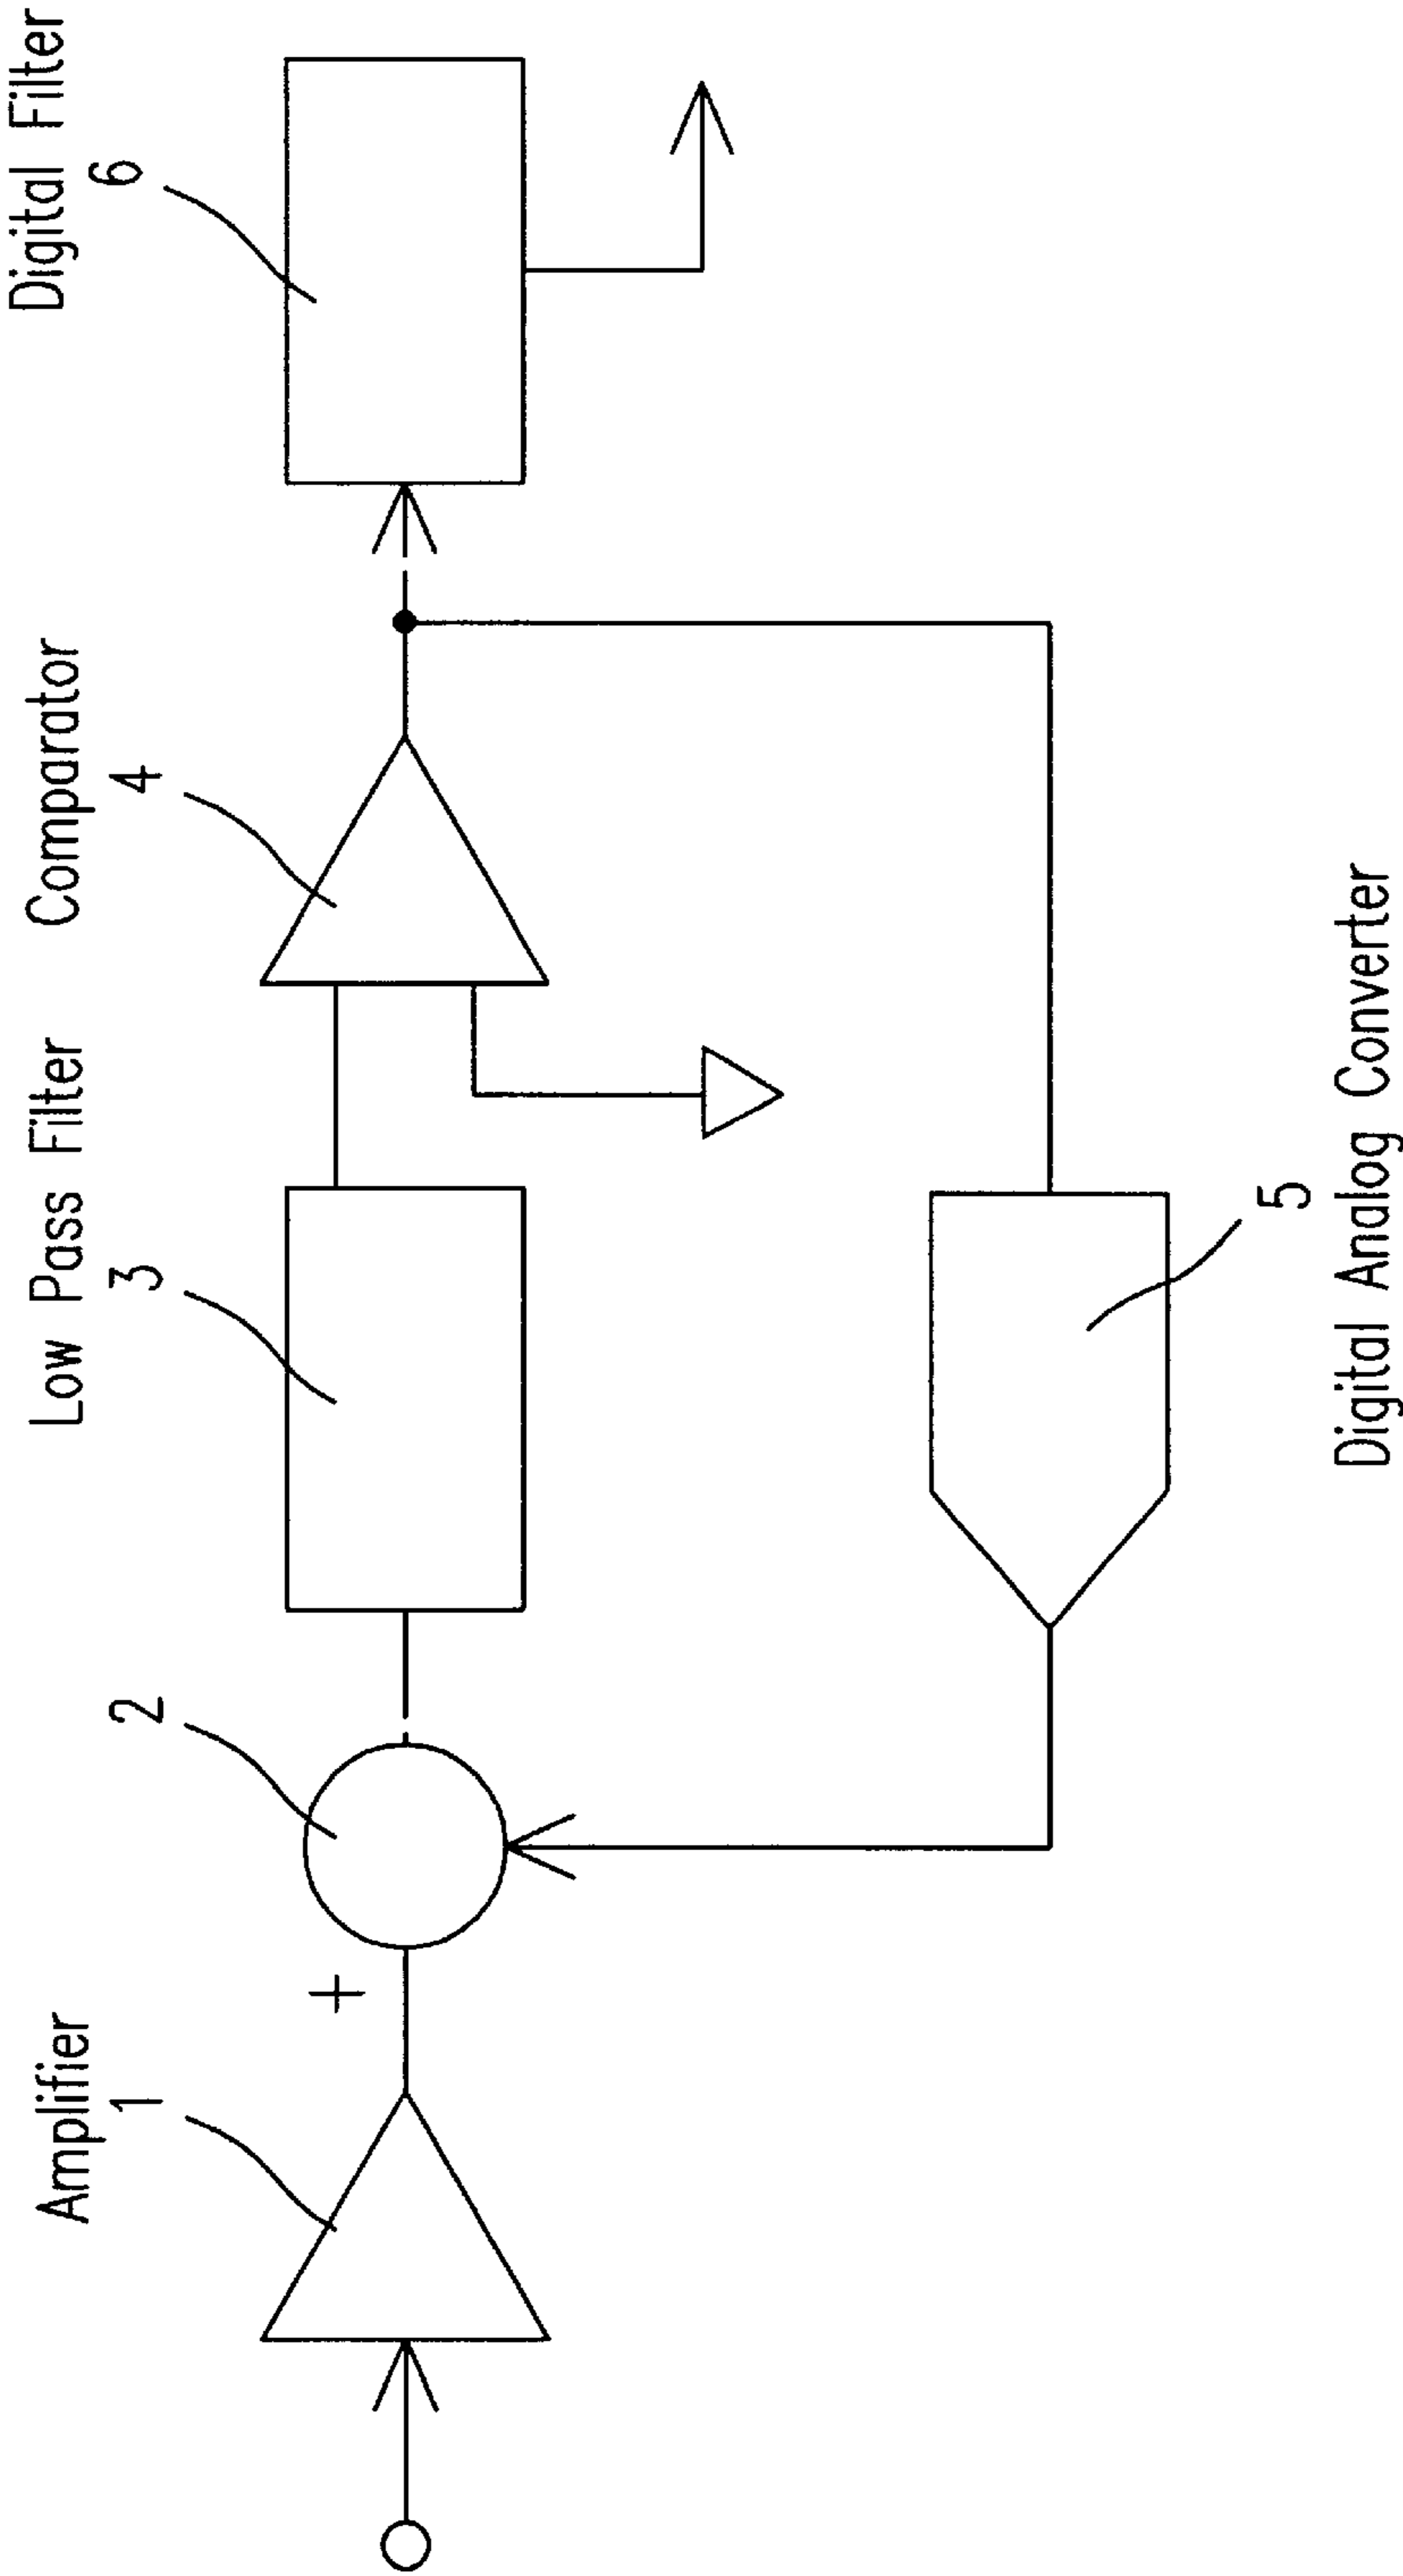 Amplifier
1
+
2
Low Pass Filter
3
Comparator
4
Digital Filter
6
5
Digital Analog Converter